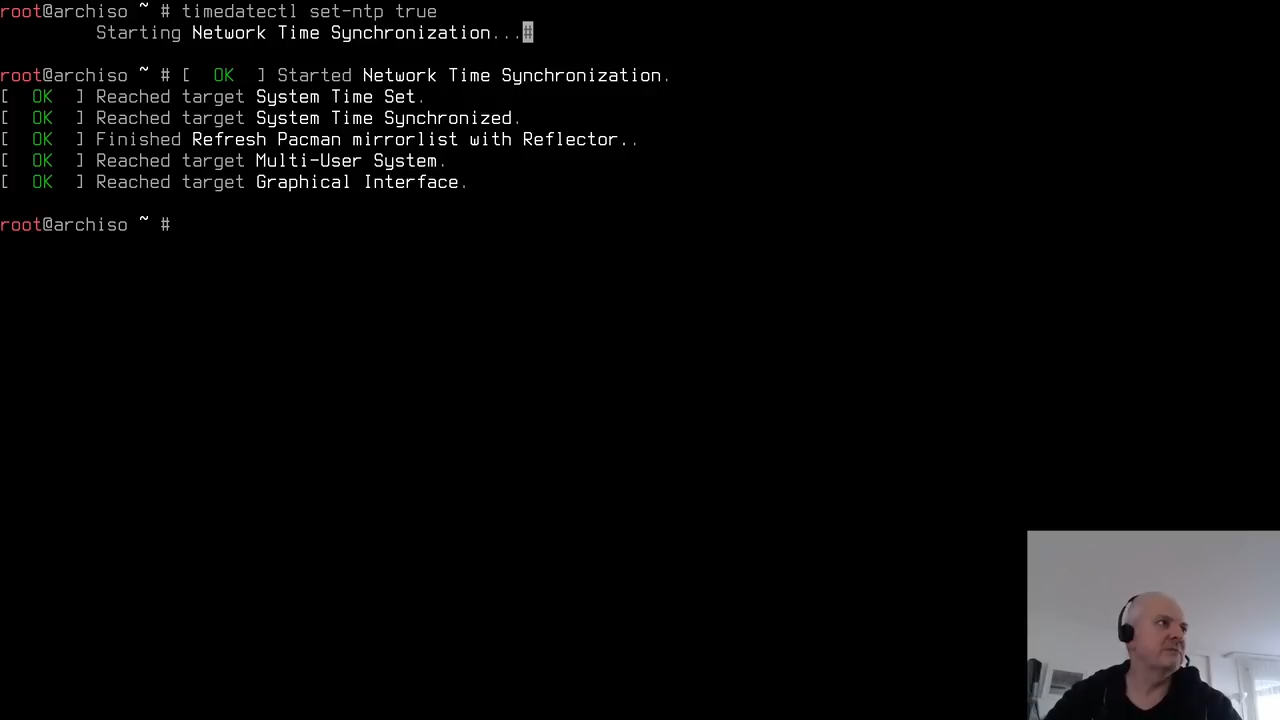 root@archiso ~ # timedatectl set-ntp true
Starting Network Time Synchronization...#
root@archiso ~ # [ OK ] Started Network Time Synchronization.
[ OK ] Reached target System Time Set.
[ OK ] Reached target System Time Synchronized.
[ OK ] Finished Refresh Pacman mirrorlist with Reflector..
[ OK ] Reached target Multi-User System.
[ OK ] Reached target Graphical Interface.
root@archiso ~ #